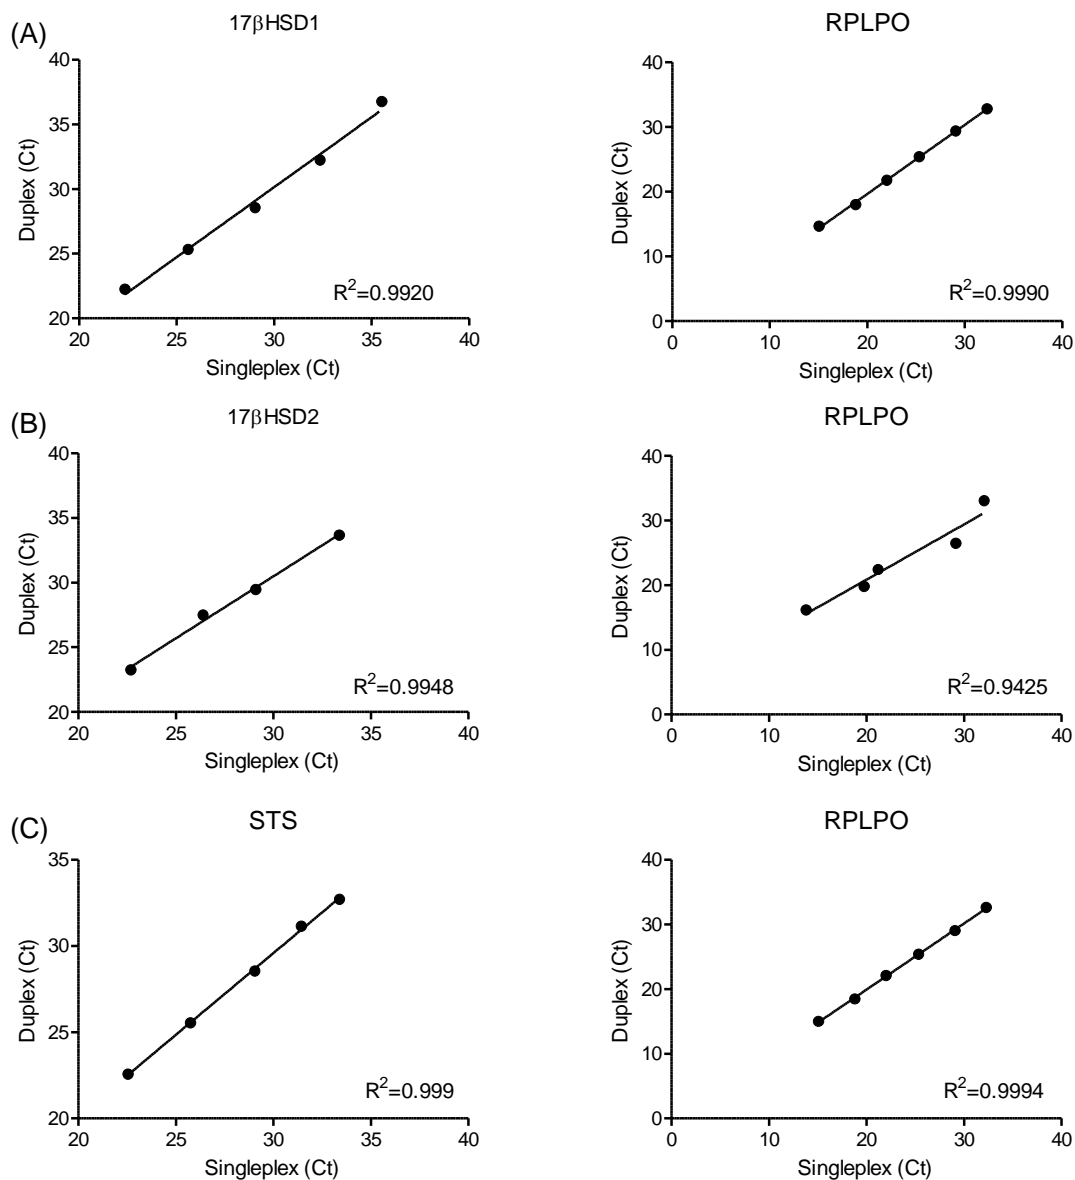 (A)
17βHSD1
40
35
30
25
20
Duplex (Ct)
R²=0.9920
20 25 30 35 40
Singleplex (Ct)
RPLPO
40
30
20
10
0
Duplex (Ct)
R²=0.9990
0 10 20 30 40
Singleplex (Ct)
(B)
17βHSD2
40
35
30
25
20
Duplex (Ct)
R²=0.9948
20 25 30 35 40
Singleplex (Ct)
RPLPO
40
30
20
10
0
Duplex (Ct)
R²=0.9425
0 10 20 30 40
Singleplex (Ct)
(C)
STS
35
30
25
20
Duplex (Ct)
R²=0.999
20 25 30 35 40
Singleplex (Ct)
RPLPO
40
30
20
10
0
Duplex (Ct)
R²=0.9994
0 10 20 30 40
Singleplex (Ct)